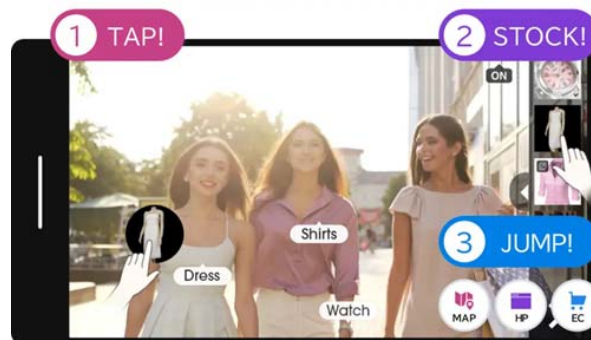 1 TAP!
2 STOCK!
ON
Shirts
Dress
3 JUMP!
Watch
MAP
HP
EC